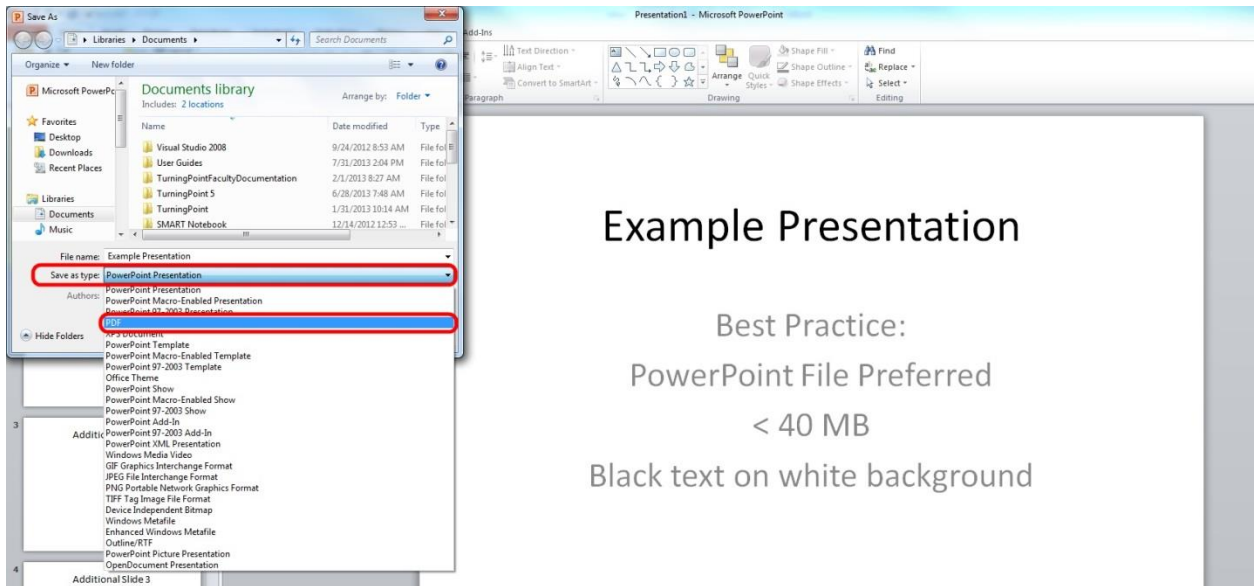 Save As
Presentation1 - Microsoft PowerPoint
Libraries ▸ Documents ▸
Search Documents
Organize
New folder
Microsoft PowerPc
Favorites
Desktop
Downloads
Recent Places
Libraries
Documents
Music
Documents library
Includes: 2 locations
Arrange by: Folder
Name Date modified Type
Visual Studio 2008 9/24/2012 8:53 AM File fol
User Guides 7/31/2013 2:04 PM File fol
TurningPointFacultyDocumentation 2/1/2013 8:27 AM File fol
TurningPoint 5 6/28/2013 7:48 AM File fol
TurningPoint 1/31/2013 10:14 AM File fol
SMART Notebook 12/14/2012 12:53 ... File fol
File name: Example Presentation
Save as type: PowerPoint Presentation
Authors:
Hide Folders
PowerPoint Presentation
PowerPoint Macro-Enabled Presentation
PowerPoint 97-2003 Presentation
PDF
XPS Document
PowerPoint Template
PowerPoint Macro-Enabled Template
PowerPoint 97-2003 Template
Office Theme
PowerPoint Show
PowerPoint Macro-Enabled Show
PowerPoint 97-2003 Show
PowerPoint Add-In
PowerPoint 97-2003 Add-In
PowerPoint XML Presentation
Windows Media Video
GIF Graphics Interchange Format
JPEG File Interchange Format
PNG Portable Network Graphics Format
TIFF Tag Image File Format
Device Independent Bitmap
Windows Metafile
Enhanced Windows Metafile
Outline/RTF
PowerPoint Picture Presentation
OpenDocument Presentation
3
Additic
4
Additional Slide 3
Add-Ins
Text Direction
Align Text
Convert to SmartArt
Paragraph
Arrange
Quick
Styles
Shape Fill
Shape Outline
Shape Effects
Drawing
Find
Replace
Select
Editing
Example Presentation
Best Practice:
PowerPoint File Preferred
< 40 MB
Black text on white background